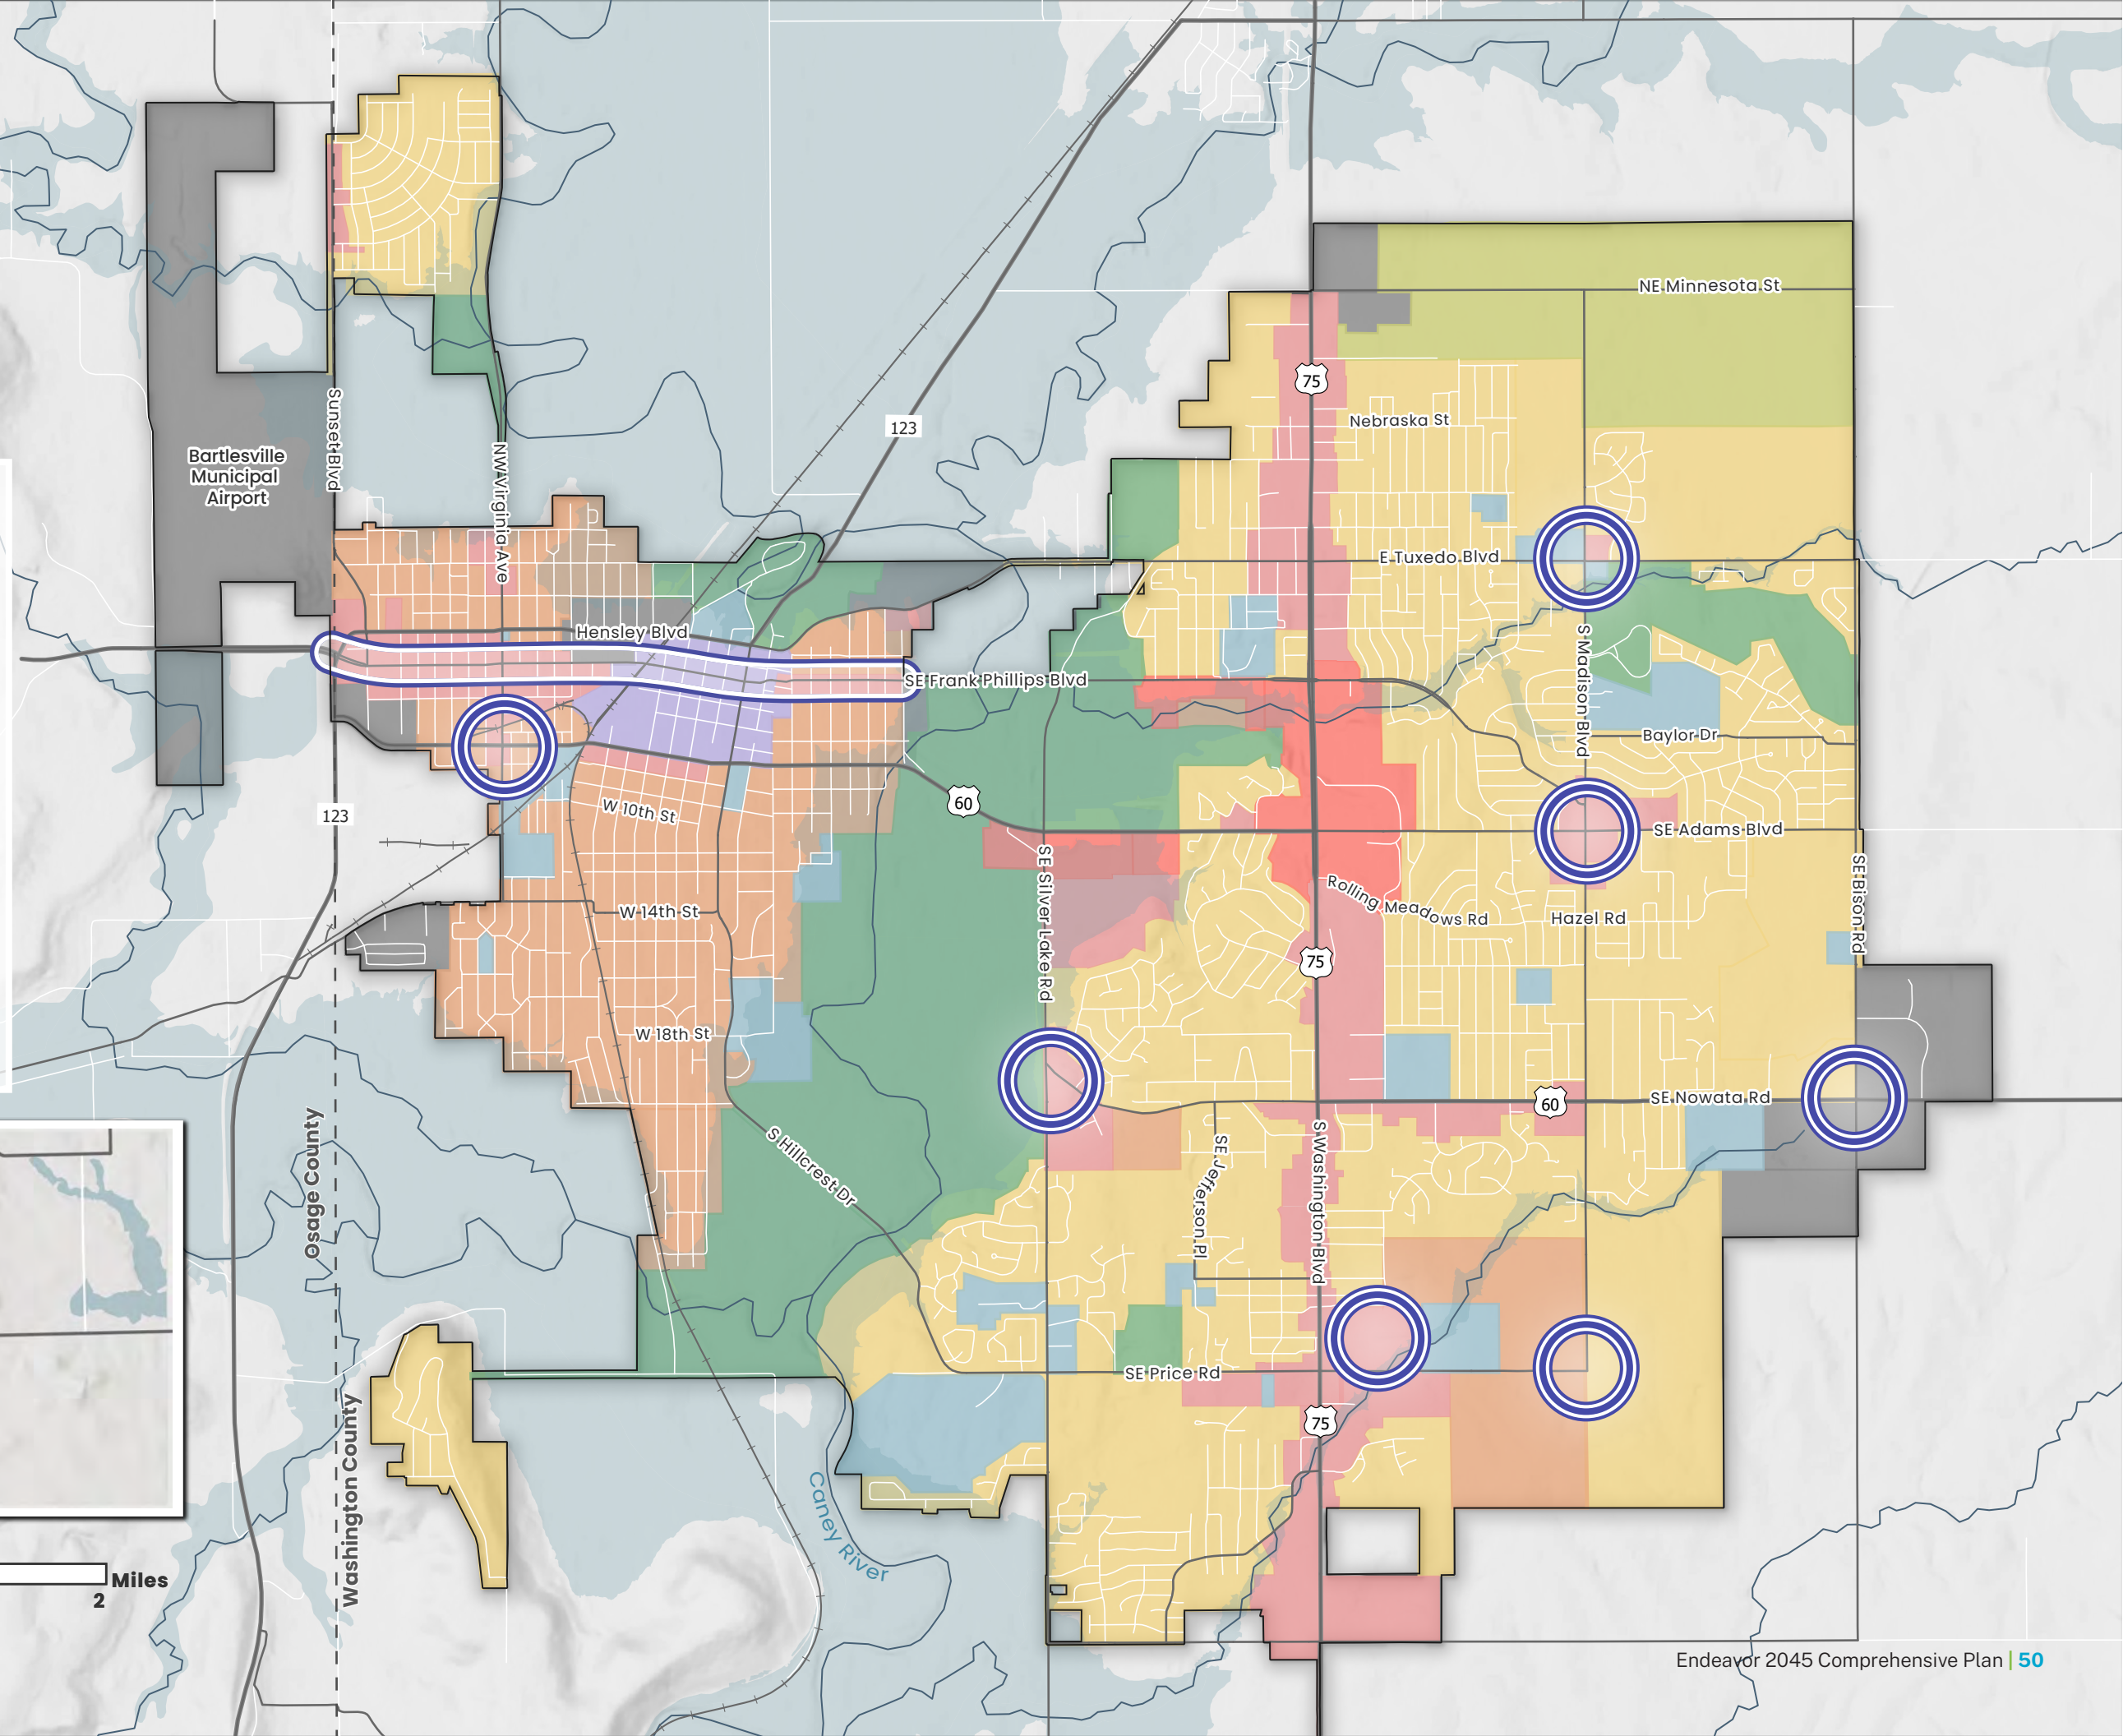 NE Minnesota St
75
Nebraska St
123
Sunset Blvd
NW Virginia Ave
Bartlesville
Municipal
Airport
E Tuxedo Blvd
Hensley Blvd
SE Frank Phillips Blvd
S Madison Blvd
Baylor Dr
60
W 10th St
123
SE Adams Blvd
SE Silver Lake Rd
Rolling Meadows Rd
W 14th St
Hazel Rd
SE Bison Rd
75
W 18th St
SE Nowata Rd
60
S Hillcrest Dr
SE Jefferson Pl
S Washington Blvd
Osage County
Washington County
SE Price Rd
75
Caney River
Miles
2
Endeavor 2045 Comprehensive Plan | 50